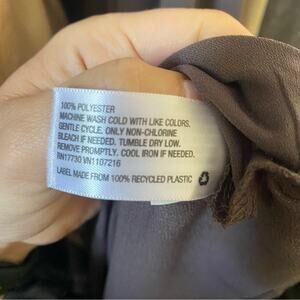 100% POLYESTER
MACHINE WASH COLD WITH LIKE COLORS.
GENTLE CYCLE. ONLY NON-CHLORINE
BLEACH IF NEEDED. TUMBLE DRY LOW.
REMOVE PROMPTLY. COOL IRON IF NEEDED.
RN17730 VN1107216
LABEL MADE FROM 100% RECYCLED PLASTIC